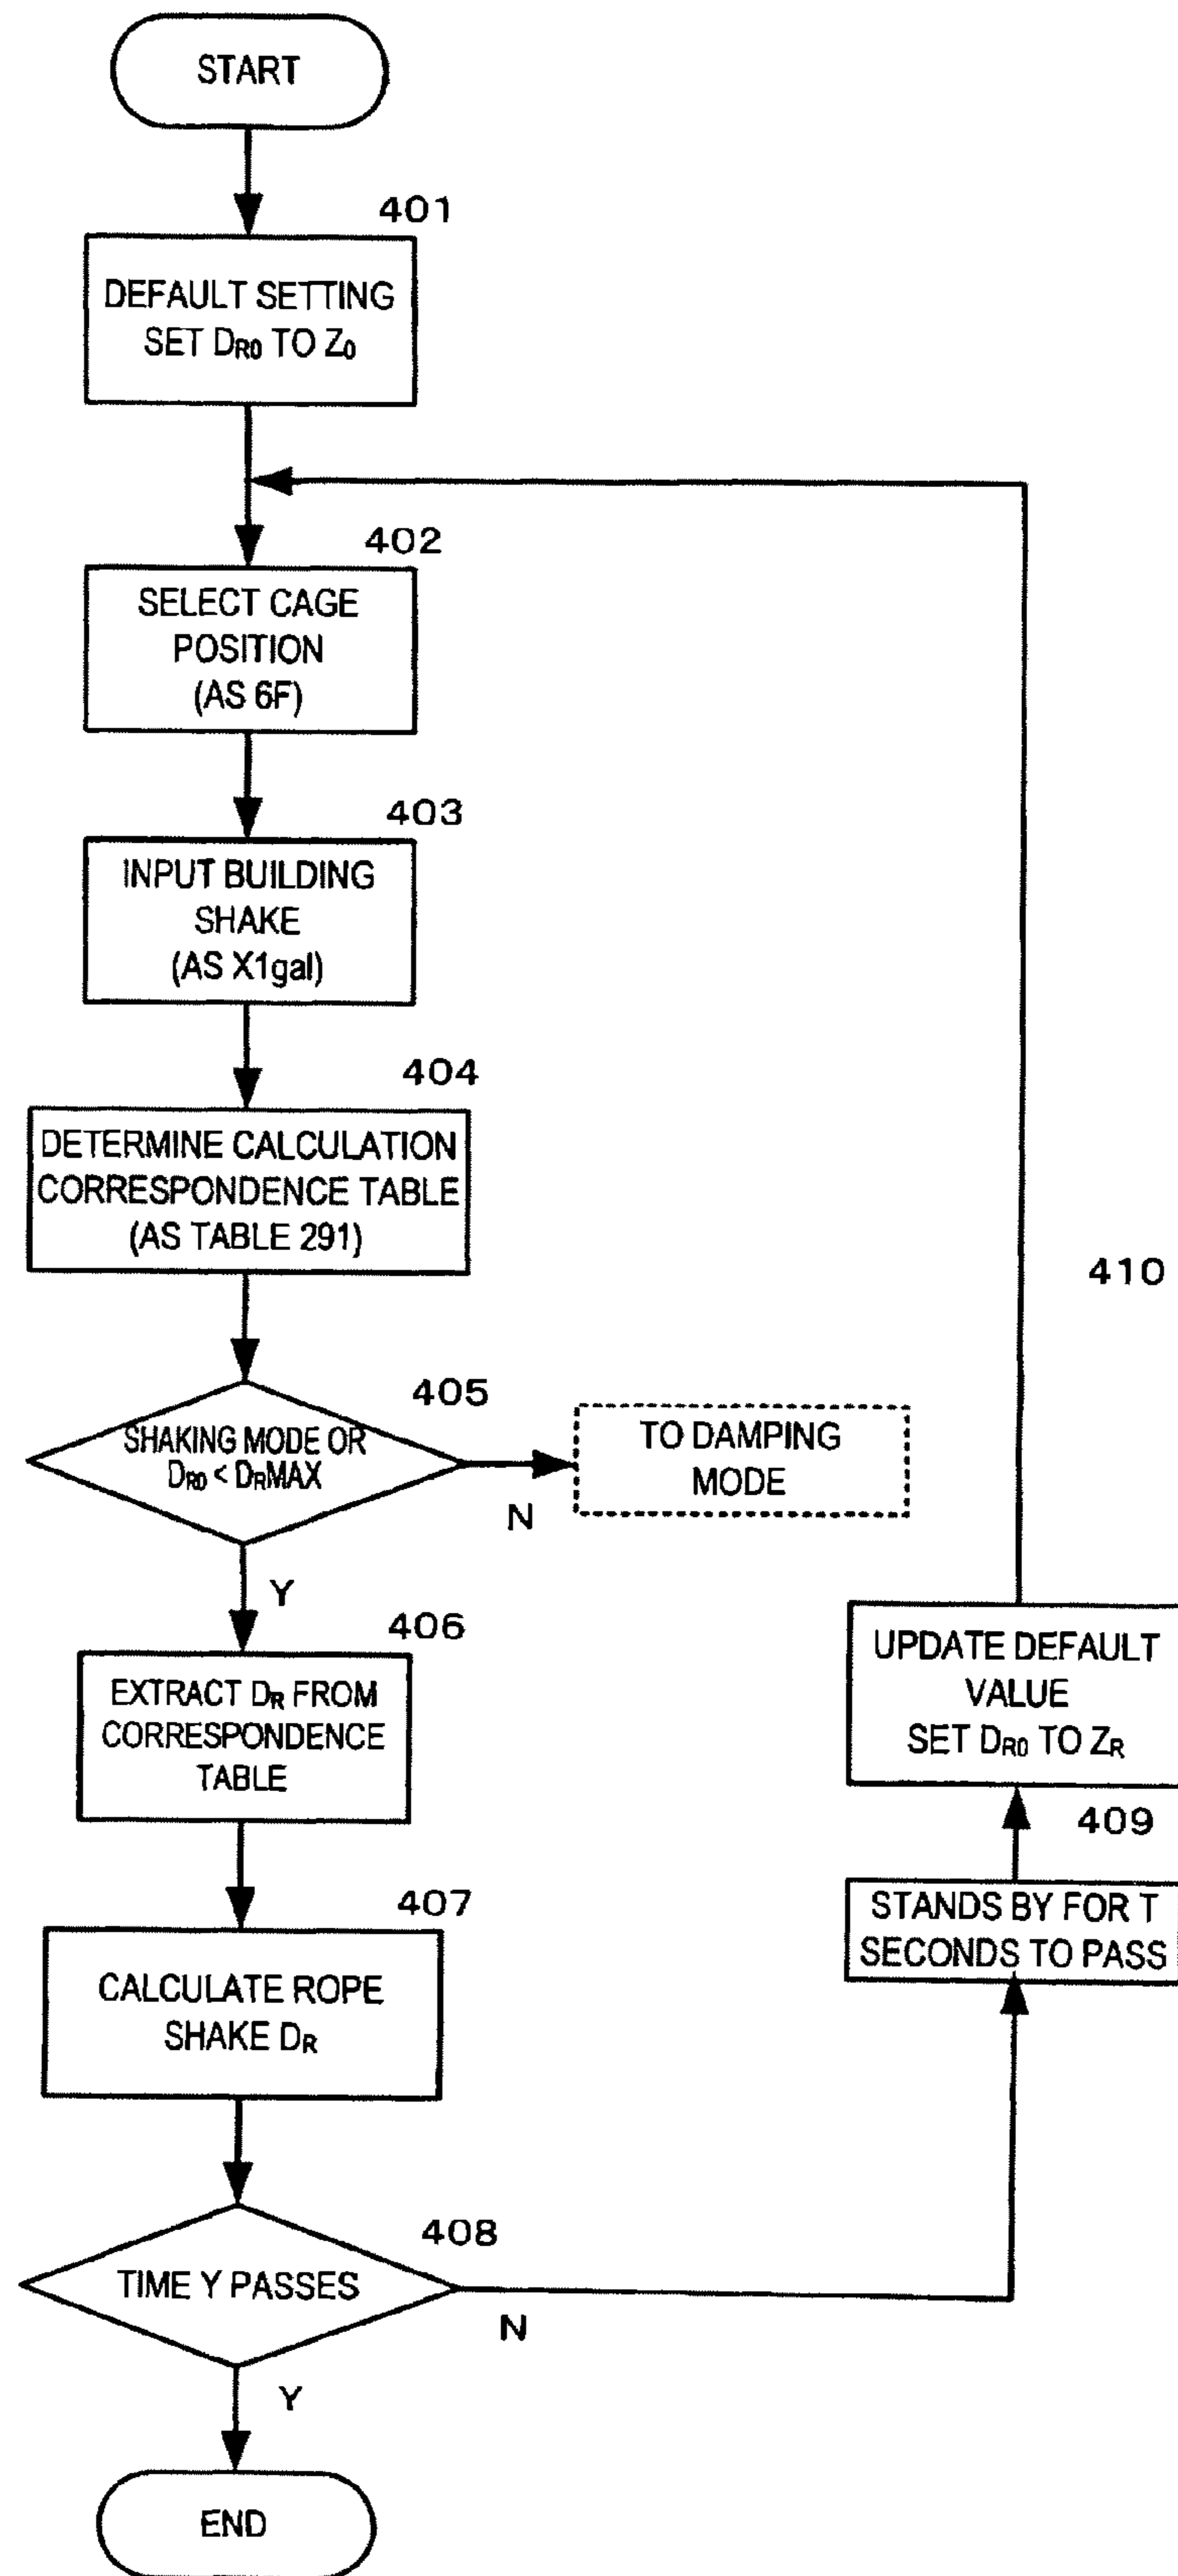 START
401
DEFAULT SETTING
SET DR0 TO Z0
402
SELECT CAGE
POSITION
(AS 6F)
403
INPUT BUILDING
SHAKE
(AS X1gal)
404
DETERMINE CALCULATION
CORRESPONDENCE TABLE
(AS TABLE 291)
405
SHAKING MODE OR
DR0 < DRMAX
N
TO DAMPING
MODE
Y
406
EXTRACT DR FROM
CORRESPONDENCE
TABLE
407
CALCULATE ROPE
SHAKE DR
408
TIME Y PASSES
N
Y
END
409
STANDS BY FOR T
SECONDS TO PASS
410
UPDATE DEFAULT
VALUE
SET DR0 TO ZR